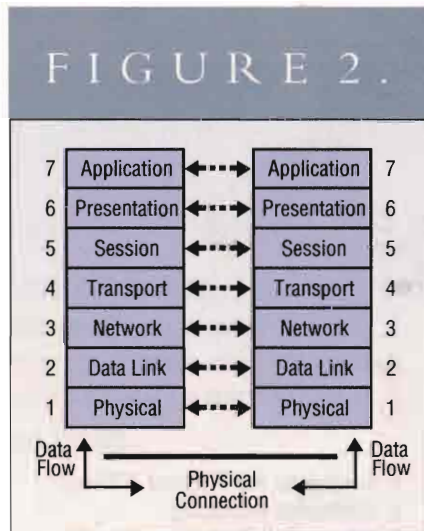 FIGURE 2.
7 Application Application 7
6 Presentation Presentation 6
5 Session Session 5
4 Transport Transport 4
3 Network Network 3
2 Data Link Data Link 2
1 Physical Physical 1
Data Flow
Physical Connection
Data Flow